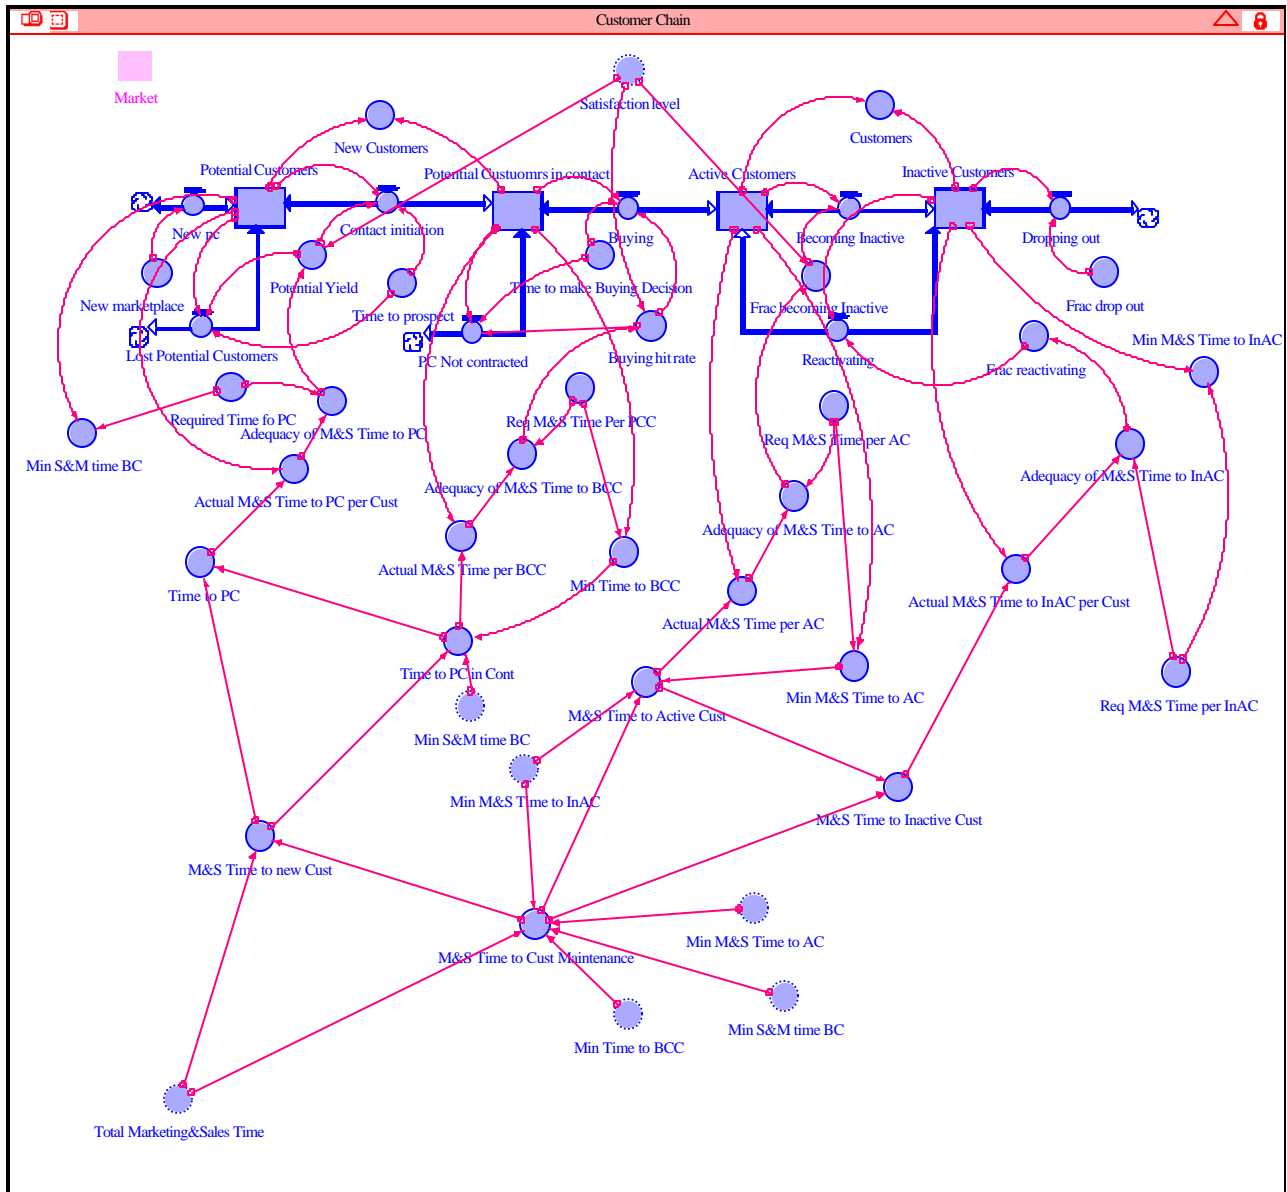 Customer Chain
Market
Satisfaction level
New Customers
Customers
Potential Customers
Potential Custuomrs in contact
Active Customers
Inactive Customers
New pc
Contact initiation
Buying
Becoming Inactive
Dropping out
New marketplace
Potential Yield
Time to prospect
Time to make Buying Decision
Frac becoming Inactive
Frac drop out
Lost Potential Customers
PC Not contracted
Buying hit rate
Reactivating
Frac reactivating
Min M&S Time to InAC
Required Time fo PC
Adequacy of M&S Time to PC
Req M&S Time Per PCC
Req M&S Time per AC
Min S&M time BC
Actual M&S Time to PC per Cust
Adequacy of M&S Time to BCC
Adequacy of M&S Time to AC
Adequacy of M&S Time to InAC
Time to PC
Actual M&S Time per BCC
Min Time to BCC
Actual M&S Time per AC
Actual M&S Time to InAC per Cust
Time to PC in Cont
Min M&S Time to AC
Req M&S Time per InAC
M&S Time to Active Cust
Min S&M time BC
Min M&S Time to InAC
M&S Time to Inactive Cust
M&S Time to new Cust
Min M&S Time to AC
M&S Time to Cust Maintenance
Min S&M time BC
Min Time to BCC
Total Marketing&Sales Time